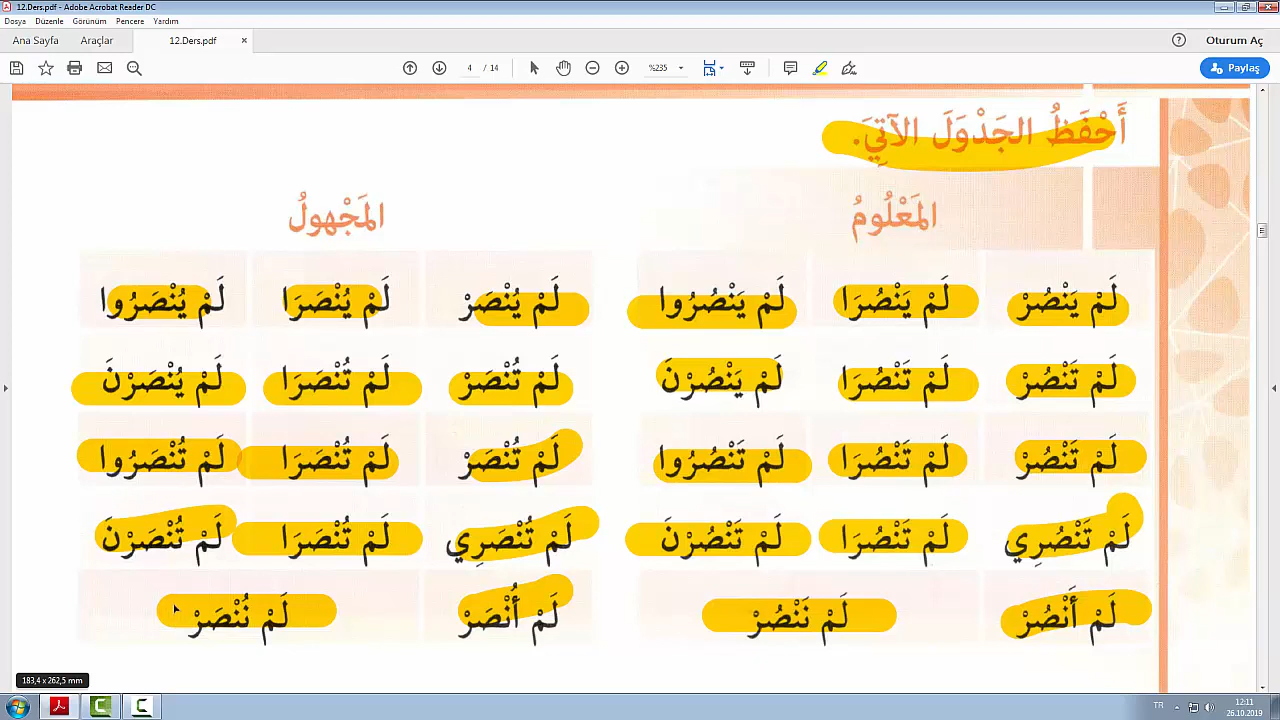 12.Ders.pdf - Adobe Acrobat Reader DC
Dosya Düzenle Görünüm Pencere Yardım
Ana Sayfa Araçlar 12.Ders.pdf × Oturum Aç
4 / 14 %235 Paylaş
أَحْفَظُ الجَدْوَلَ الآتِيَ.
المَعْلُومُ المَجْهولُ
لَمْ يَنْصُرْ لَمْ يَنْصُرَا لَمْ يَنْصُرُوا لَمْ يُنْصَرْ لَمْ يُنْصَرَا لَمْ يُنْصَرُوا
لَمْ تَنْصُرْ لَمْ تَنْصُرَا لَمْ يَنْصُرْنَ لَمْ تُنْصَرْ لَمْ تُنْصَرَا لَمْ يُنْصَرْنَ
لَمْ تَنْصُرْ لَمْ تَنْصُرَا لَمْ تَنْصُرُوا لَمْ تُنْصَرْ لَمْ تُنْصَرَا لَمْ تُنْصَرُوا
لَمْ تَنْصُرِي لَمْ تَنْصُرَا لَمْ تَنْصُرْنَ لَمْ تُنْصَرِي لَمْ تُنْصَرَا لَمْ تُنْصَرْنَ
لَمْ أَنْصُرْ لَمْ نَنْصُرْ لَمْ أُنْصَرْ لَمْ نُنْصَرْ
183,4 x 262,5 mm
TR 12:11
26.10.2019